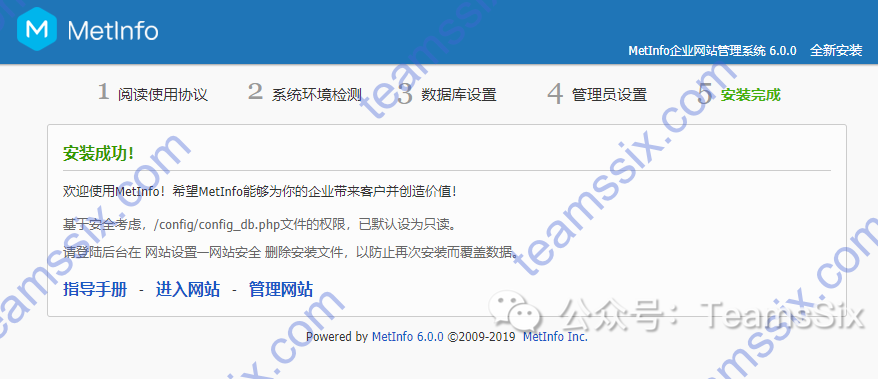 MetInfo
MetInfo企业网站管理系统 6.0.0 全新安装
1 阅读使用协议 2 系统环境检测 3 数据库设置 4 管理员设置 5 安装完成
安装成功!
欢迎使用MetInfo! 希望MetInfo能够为你的企业带来客户并创造价值!
基于安全考虑，/config/config_db.php文件的权限，已默认设为只读。
请登陆后台在 网站设置—网站安全 删除安装文件，以防止再次安装而覆盖数据。
指导手册 - 进入网站 - 管理网站
公众号：TeamsSix
Powered by MetInfo 6.0.0 ©2009-2019 MetInfo Inc.
teamssix.com
teamssix.com
teamssix.com
teamssix.com
teamssix.com